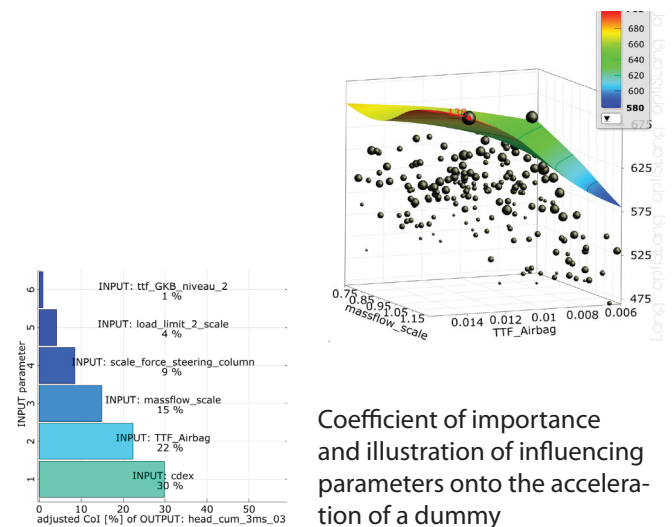 680
660
640
620
600
580
675
625
575
525
475
138
0.75
0.85
0.95
1.05
1.15
massflow_scale
0.014 0.012 0.01 0.008 0.006
TTF_Airbag
INPUT parameter
6
INPUT: ttf_GKB_niveau_2
1 %
5
INPUT: load_limit_2_scale
4 %
4
INPUT: scale_force_steering_column
9 %
3
INPUT: massflow_scale
15 %
2
INPUT: TTF_Airbag
22 %
1
INPUT: cdex
30 %
0 10 20 30 40 50
adjusted CoI [%] of OUTPUT: head_cum_3ms_03
Coefficient of importance
and illustration of influencing
parameters onto the accelera-
tion of a dummy